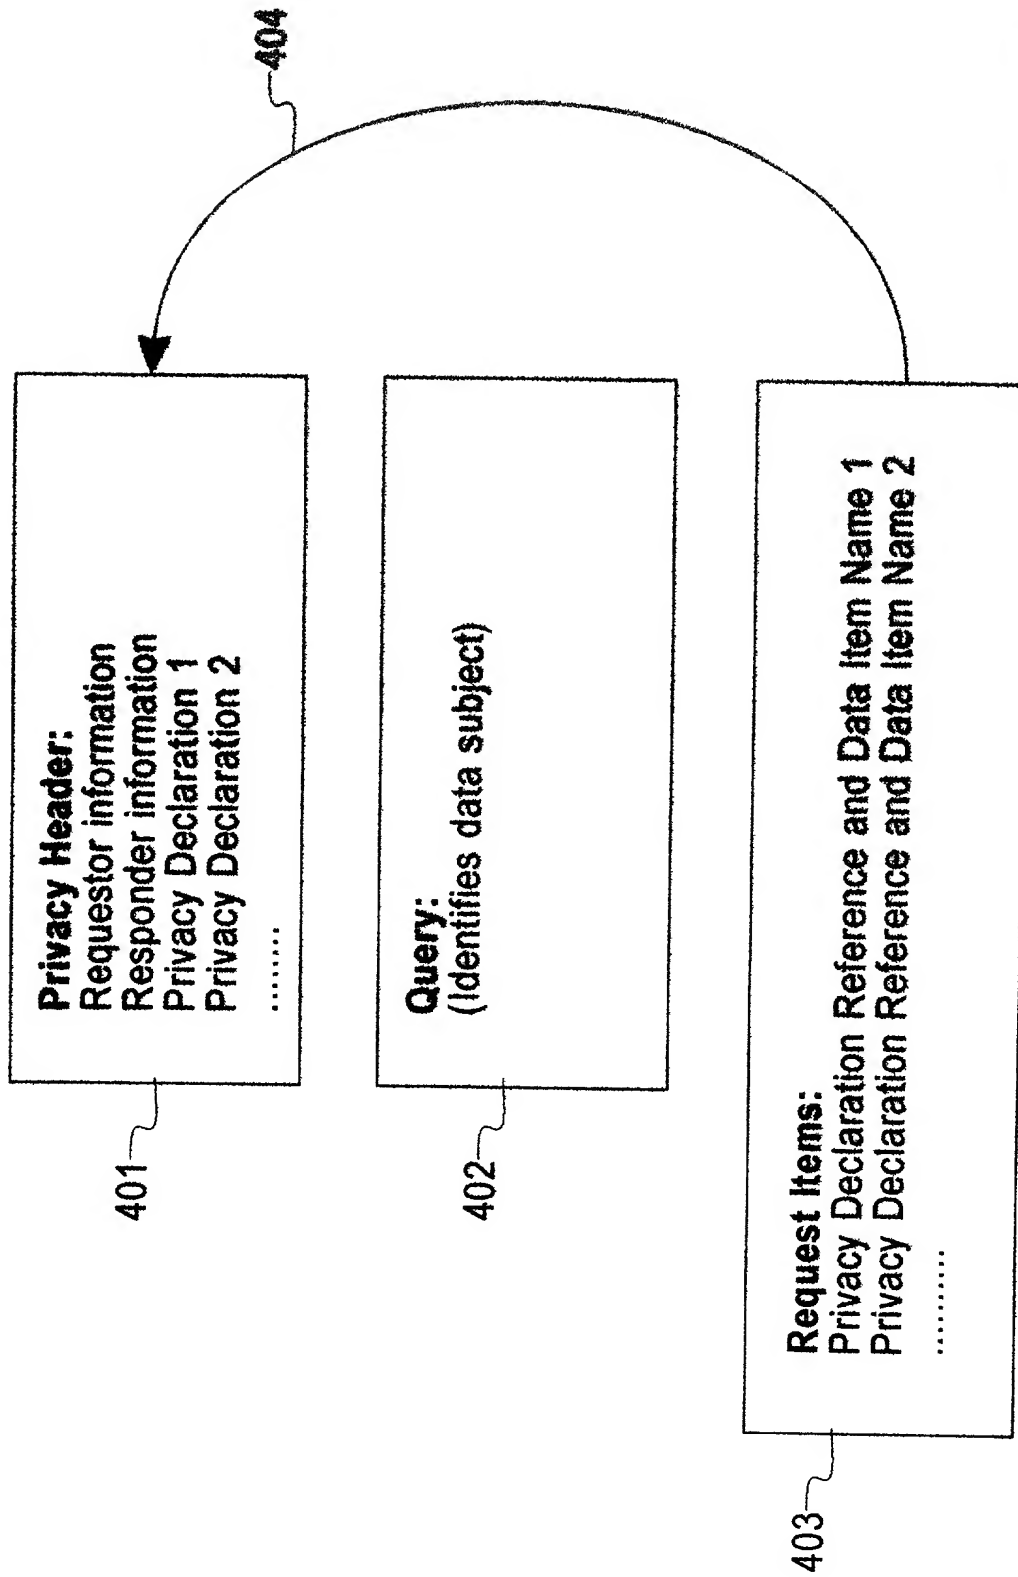 404
401
Privacy Header:
Requestor information
Responder information
Privacy Declaration 1
Privacy Declaration 2
.......
402
Query:
(Identifies data subject)
403
Request Items:
Privacy Declaration Reference and Data Item Name 1
Privacy Declaration Reference and Data Item Name 2
..........